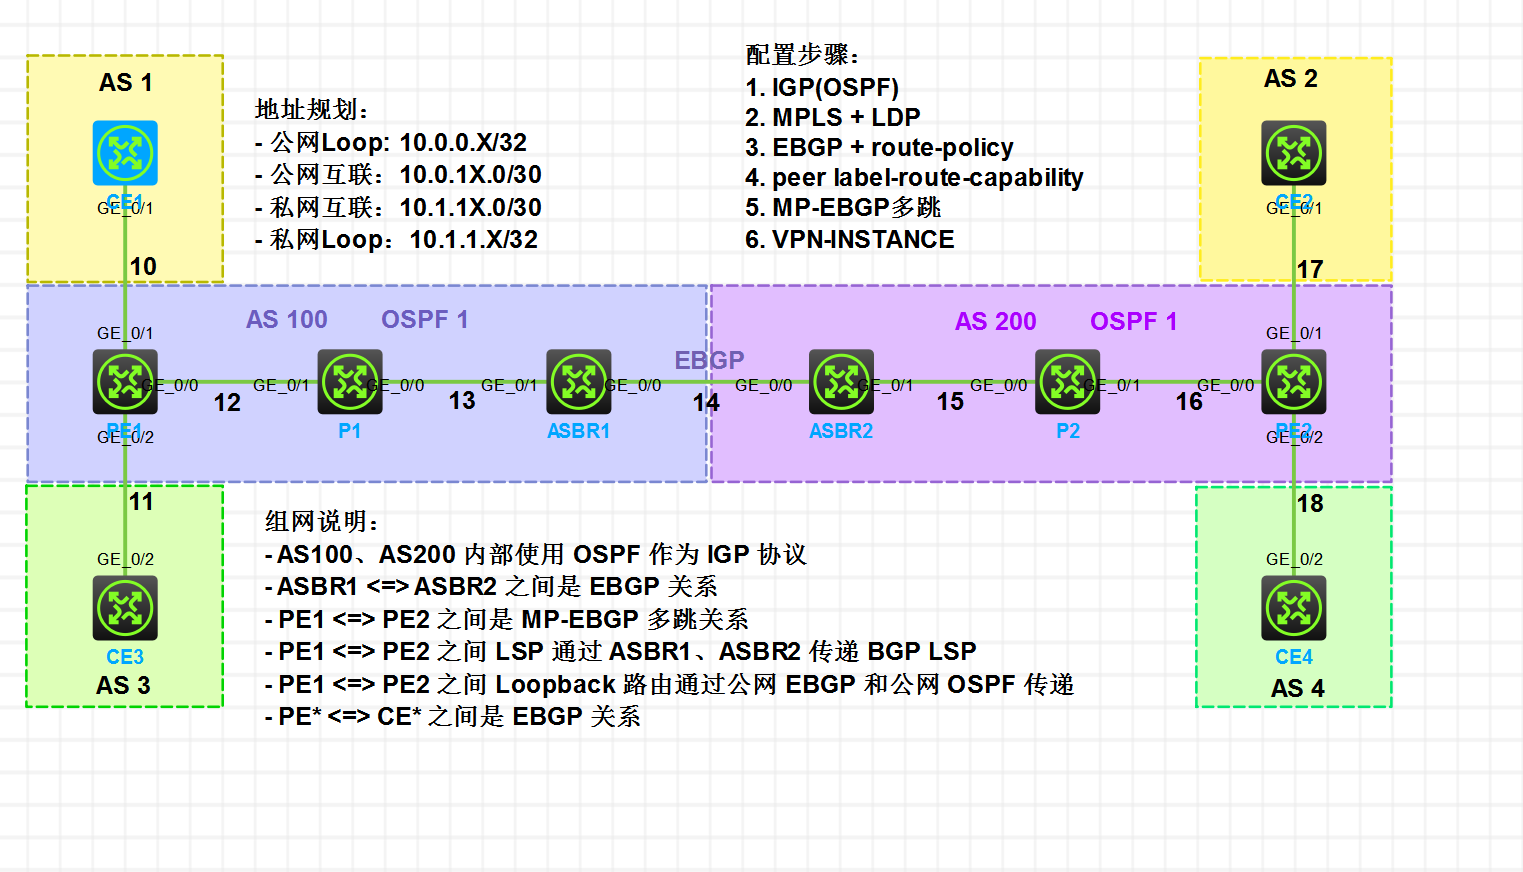 AS 1
地址规划：
- 公网Loop: 10.0.0.X/32
- 公网互联：10.0.1X.0/30
- 私网互联：10.1.1X.0/30
- 私网Loop：10.1.1.X/32
配置步骤：
1. IGP(OSPF)
2. MPLS + LDP
3. EBGP + route-policy
4. peer label-route-capability
5. MP-EBGP多跳
6. VPN-INSTANCE
AS 2
CE1
GE_0/1
10
CE2
GE_0/1
17
AS 100 OSPF 1
AS 200 OSPF 1
EBGP
GE_0/1
GE_0/1
GE_0/0
12
GE_0/1
GE_0/0
13
GE_0/1
GE_0/0
14
GE_0/0
GE_0/1
15
GE_0/0
GE_0/1
16
GE_0/0
PE1
P1
ASBR1
ASBR2
P2
PE2
GE_0/2
GE_0/2
11
18
GE_0/2
CE3
AS 3
组网说明：
- AS100、AS200 内部使用 OSPF 作为 IGP 协议
- ASBR1 <=> ASBR2 之间是 EBGP 关系
- PE1 <=> PE2 之间是 MP-EBGP 多跳关系
- PE1 <=> PE2 之间 LSP 通过 ASBR1、ASBR2 传递 BGP LSP
- PE1 <=> PE2 之间 Loopback 路由通过公网 EBGP 和公网 OSPF 传递
- PE* <=> CE* 之间是 EBGP 关系
GE_0/2
CE4
AS 4